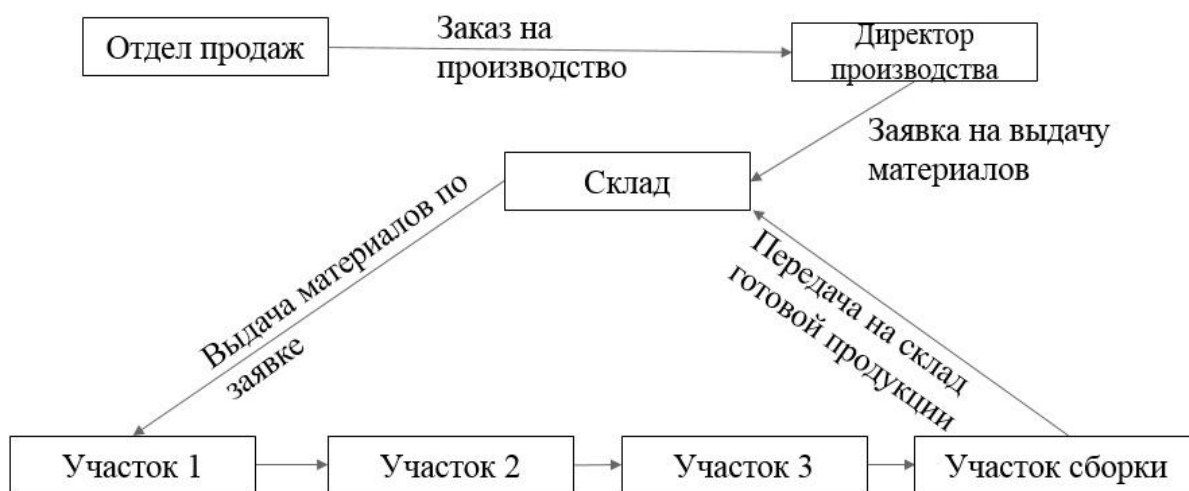 Отдел продаж
Заказ на
производство
Директор
производства
Заявка на выдачу
материалов
Склад
Выдача материалов по
заявке
Передача на склад
готовой продукции
Участок 1
Участок 2
Участок 3
Участок сборки